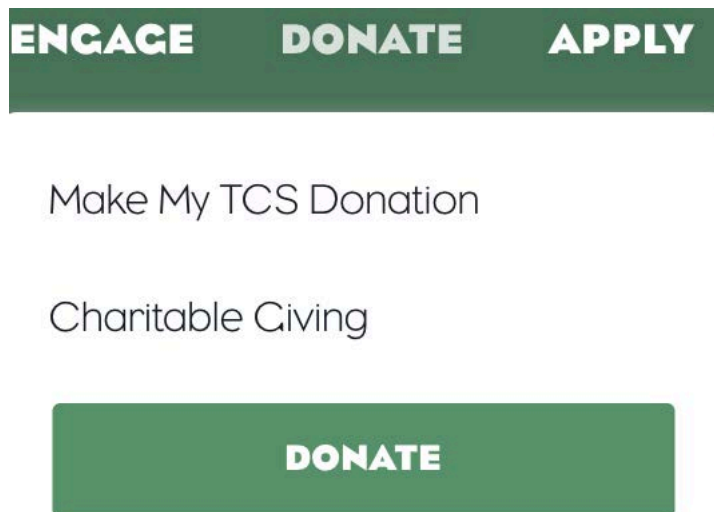 ENGAGE DONATE APPLY
Make My TCS Donation
Charitable Giving
DONATE